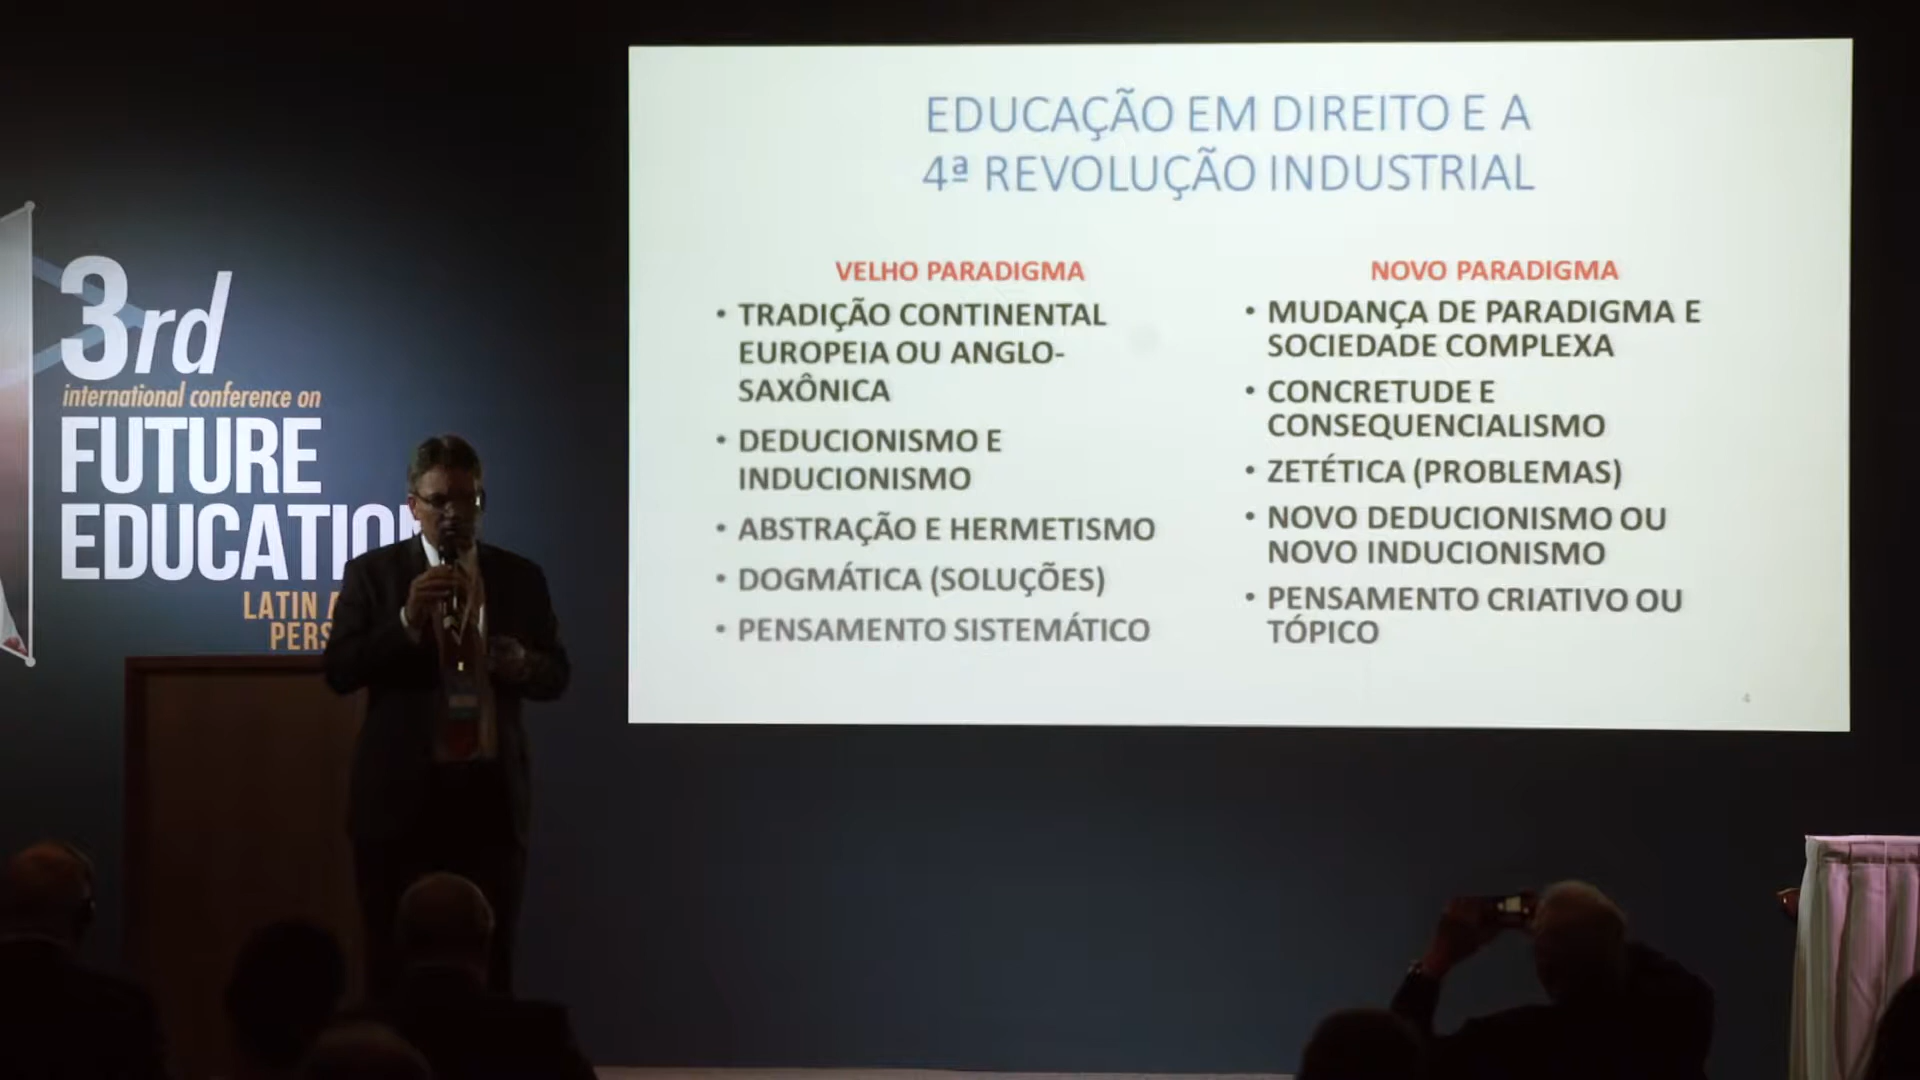 3rd
international conference on
FUTURE
EDUCATION
LATIN
EDUCAÇÃO EM DIREITO E A
4ª REVOLUÇÃO INDUSTRIAL
VELHO PARADIGMA
• TRADIÇÃO CONTINENTAL
EUROPEIA OU ANGLO-
SAXÔNICA
• DEDUCIONISMO E
INDUCIONISMO
• ABSTRAÇÃO E HERMETISMO
• DOGMÁTICA (SOLUÇÕES)
• PENSAMENTO SISTEMÁTICO
NOVO PARADIGMA
• MUDANÇA DE PARADIGMA E
SOCIEDADE COMPLEXA
• CONCRETUDE E
CONSEQUENCIALISMO
• ZETÉTICA (PROBLEMAS)
• NOVO DEDUCIONISMO OU
NOVO INDUCIONISMO
• PENSAMENTO CRIATIVO OU
TÓPICO
4